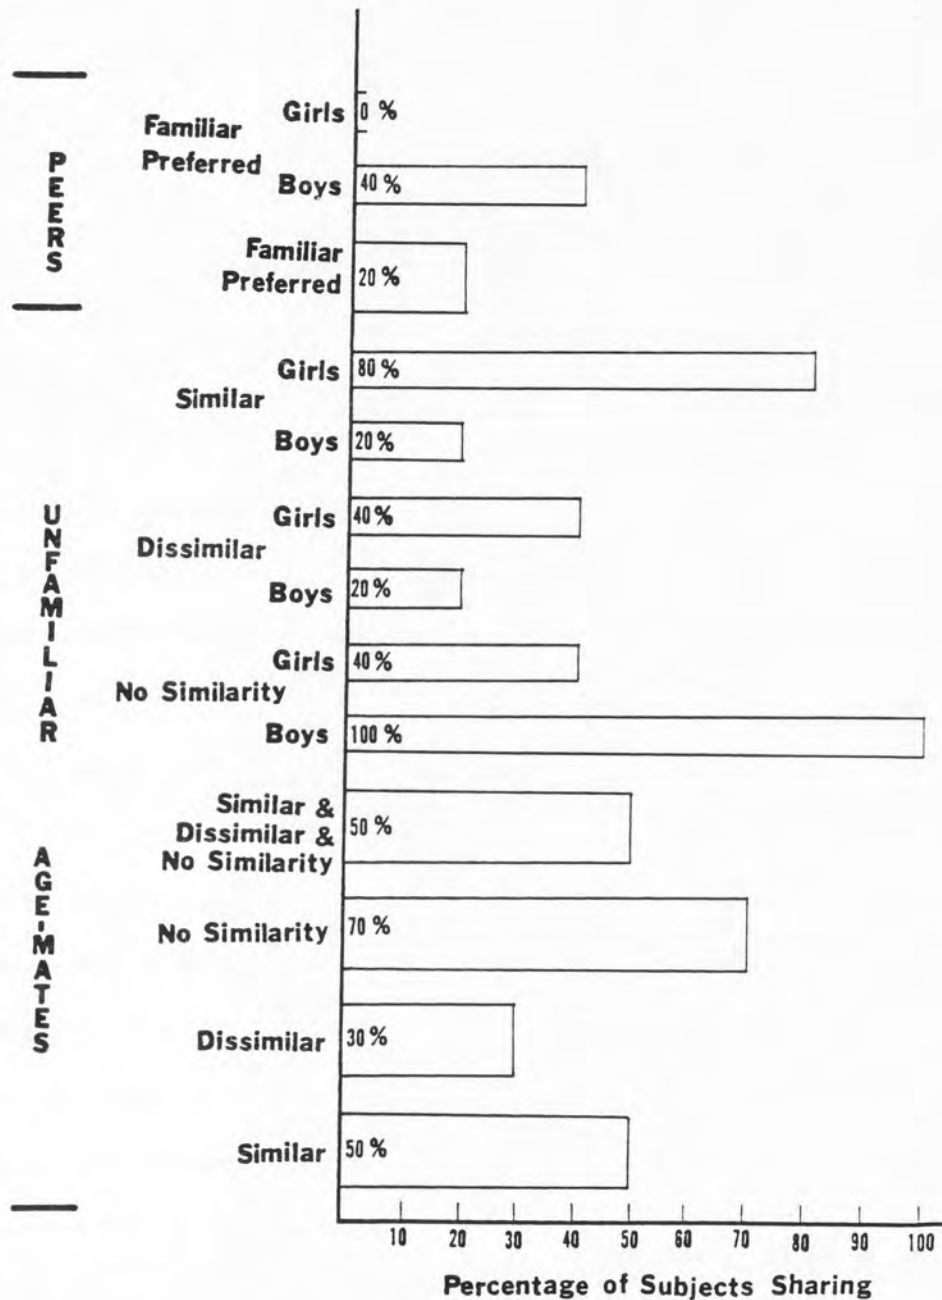 PEERS
Familiar
Preferred
Girls 0 %
Boys 40 %
Familiar
Preferred 20 %
UNFAMILIAR
AGE-MATES
Similar
Girls 80 %
Boys 20 %
Dissimilar
Girls 40 %
Boys 20 %
No Similarity
Girls 40 %
Boys 100 %
Similar &
Dissimilar &
No Similarity 50 %
No Similarity 70 %
Dissimilar 30 %
Similar 50 %
10 20 30 40 50 60 70 80 90 100
Percentage of Subjects Sharing